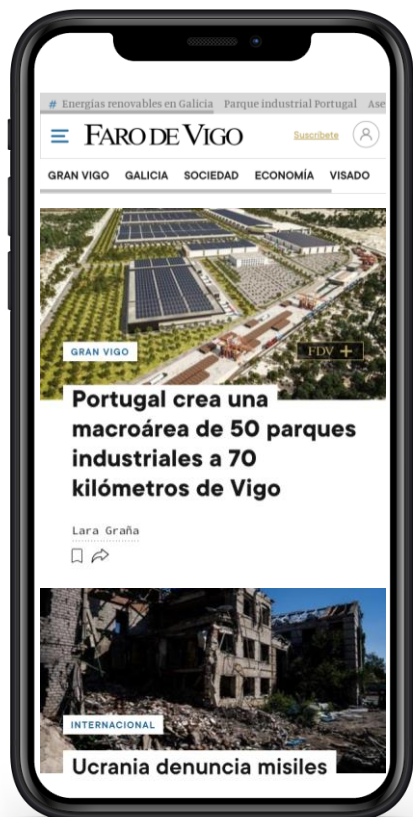 # Energías renovables en Galicia Parque industrial Portugal Ase
FARO DE VIGO Suscríbete
GRAN VIGO GALICIA SOCIEDAD ECONOMÍA VISADO
GRAN VIGO
FDV +
Portugal crea una
macroárea de 50 parques
industriales a 70
kilómetros de Vigo
Lara Graña
INTERNACIONAL
Ucrania denuncia misiles